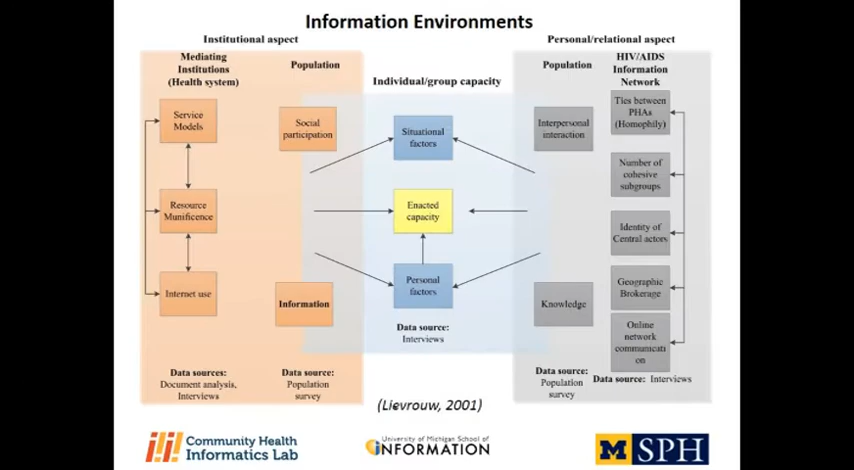 Information Environments
Institutional aspect
Personal/relational aspect
Mediating
Institutions
(Health system)
Population
Individual/group capacity
Population
HIV/AIDS
Information
Network
Service
Models
Social
participation
Situational
factors
Interpersonal
interaction
Ties between
PHAs
(Homophily)
Number of
cohesive
subgroups
Resource
Munificence
Enacted
capacity
Identity of
Central actors
Internet use
Information
Personal
factors
Knowledge
Geographic
Brokerage
Online
network
communicati
on
Data source:
Interviews
Data sources:
Document analysis,
Interviews
Data source:
Population
survey
Data source:
Population
survey
Data source: Interviews
(Lievrouw, 2001)
Community Health
Informatics Lab
University of Michigan School of
INFORMATION
M SPH